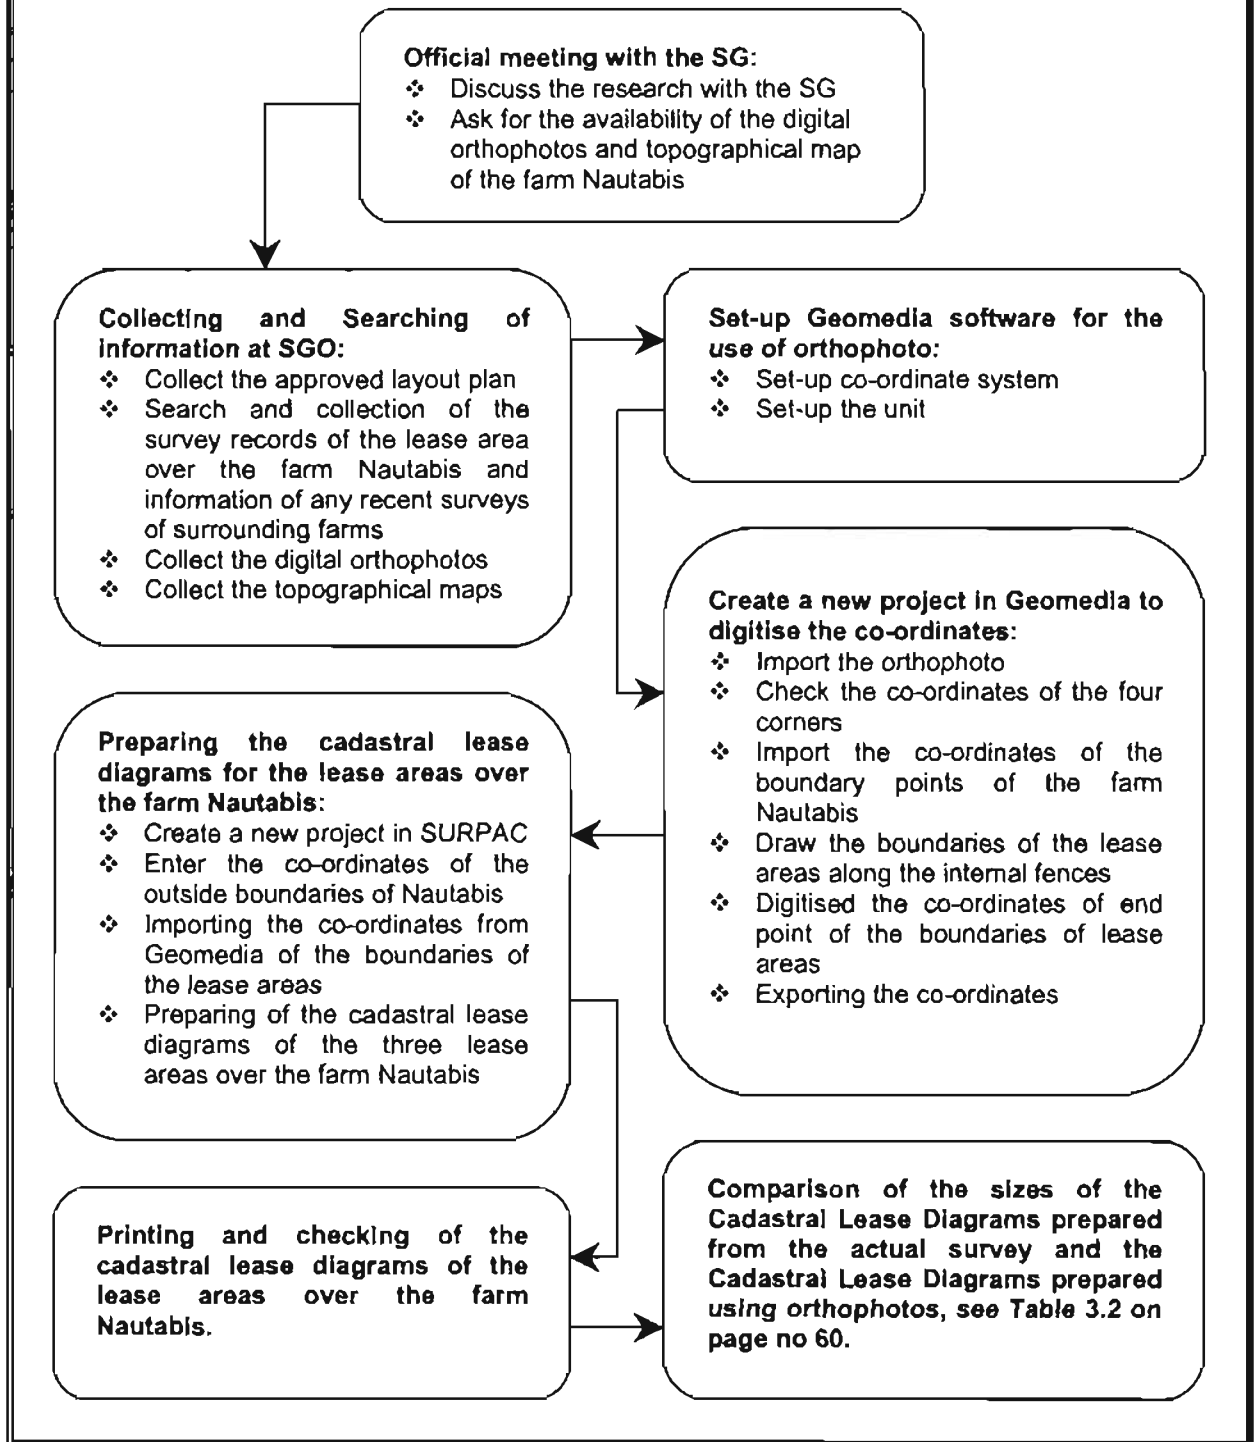 Official meeting with the SG:
❖ Discuss the research with the SG
❖ Ask for the availability of the digital
orthophotos and topographical map
of the farm Nautabis
Collecting and Searching of
information at SGO:
❖ Collect the approved layout plan
❖ Search and collection of the
survey records of the lease area
over the farm Nautabis and
information of any recent surveys
of surrounding farms
❖ Collect the digital orthophotos
❖ Collect the topographical maps
Set-up Geomedia software for the
use of orthophoto:
❖ Set-up co-ordinate system
❖ Set-up the unit
Create a new project in Geomedia to
digitise the co-ordinates:
❖ Import the orthophoto
❖ Check the co-ordinates of the four
corners
❖ Import the co-ordinates of the
boundary points of the farm
Nautabis
❖ Draw the boundaries of the lease
areas along the internal fences
❖ Digitised the co-ordinates of end
point of the boundaries of lease
areas
❖ Exporting the co-ordinates
Preparing the cadastral lease
diagrams for the lease areas over
the farm Nautabis:
❖ Create a new project in SURPAC
❖ Enter the co-ordinates of the
outside boundaries of Nautabis
❖ Importing the co-ordinates from
Geomedia of the boundaries of
the lease areas
❖ Preparing of the cadastral lease
diagrams of the three lease
areas over the farm Nautabis
Printing and checking of the
cadastral lease diagrams of the
lease areas over the farm
Nautabis.
Comparison of the sizes of the
Cadastral Lease Diagrams prepared
from the actual survey and the
Cadastral Lease Diagrams prepared
using orthophotos, see Table 3.2 on
page no 60.